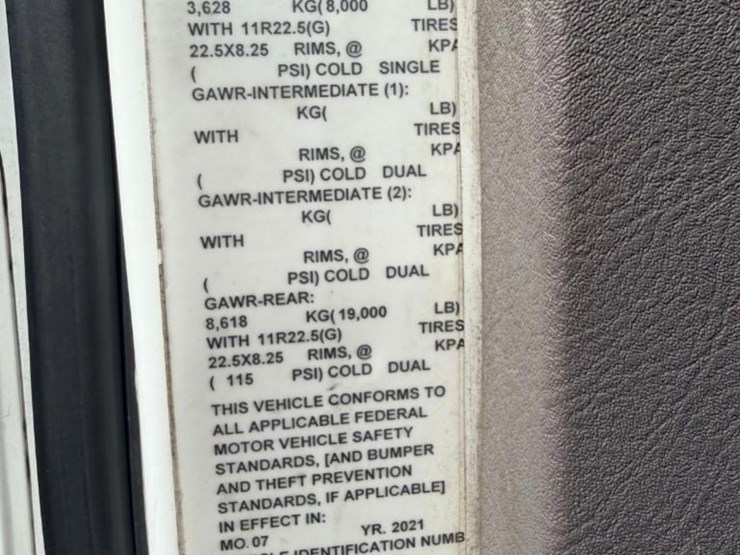 3,628 KG( 8,000 LB)
WITH 11R22.5(G) TIRES
22.5X8.25 RIMS, @ KPA
( PSI) COLD SINGLE
GAWR-INTERMEDIATE (1):
KG( LB)
WITH TIRES
RIMS, @ KPA
( PSI) COLD DUAL
GAWR-INTERMEDIATE (2):
KG( LB)
WITH TIRES
RIMS, @ KPA
( PSI) COLD DUAL
GAWR-REAR:
8,618 KG( 19,000 LB)
WITH 11R22.5(G) TIRES
22.5X8.25 RIMS, @ KPA
( 115 PSI) COLD DUAL
THIS VEHICLE CONFORMS TO
ALL APPLICABLE FEDERAL
MOTOR VEHICLE SAFETY
STANDARDS, [AND BUMPER
AND THEFT PREVENTION
STANDARDS, IF APPLICABLE]
IN EFFECT IN:
MO. 07 YR. 2021
IDENTIFICATION NUMB